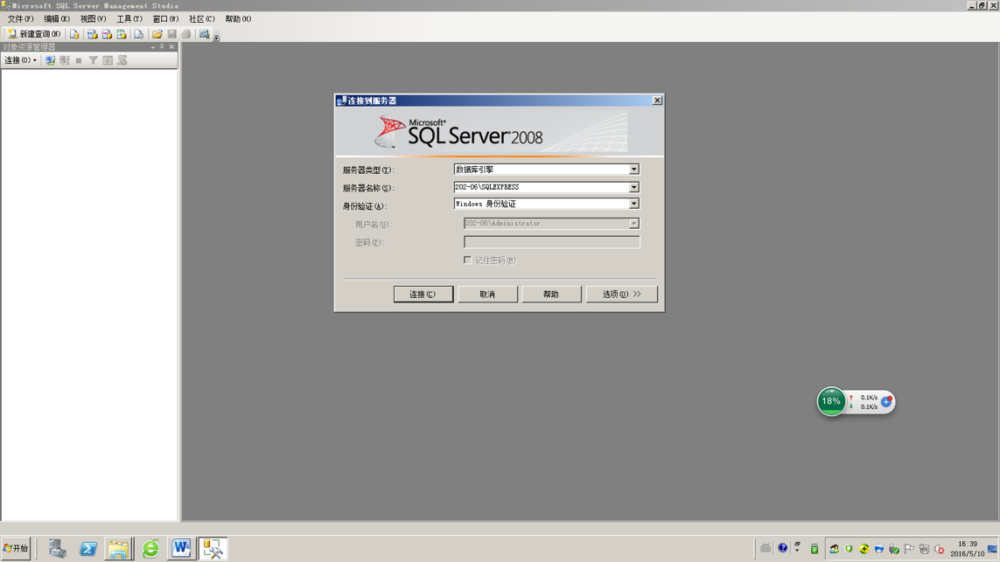 Microsoft SQL Server Management Studio
文件(F) 编辑(E) 视图(V) 工具(T) 窗口(W) 社区(C) 帮助(H)
新建查询(N)
对象资源管理器
连接(O)
连接到服务器
Microsoft®
SQL Server 2008
服务器类型(T): 数据库引擎
服务器名称(S): 202-06\SQLEXPRESS
身份验证(A): Windows 身份验证
用户名(U): 202-06\Administrator
密码(P):
记住密码(M)
连接(C) 取消 帮助 选项(O) >>
18% ↑ 0.1K/s
↓ 0.1K/s
开始
16:39
2016/5/10